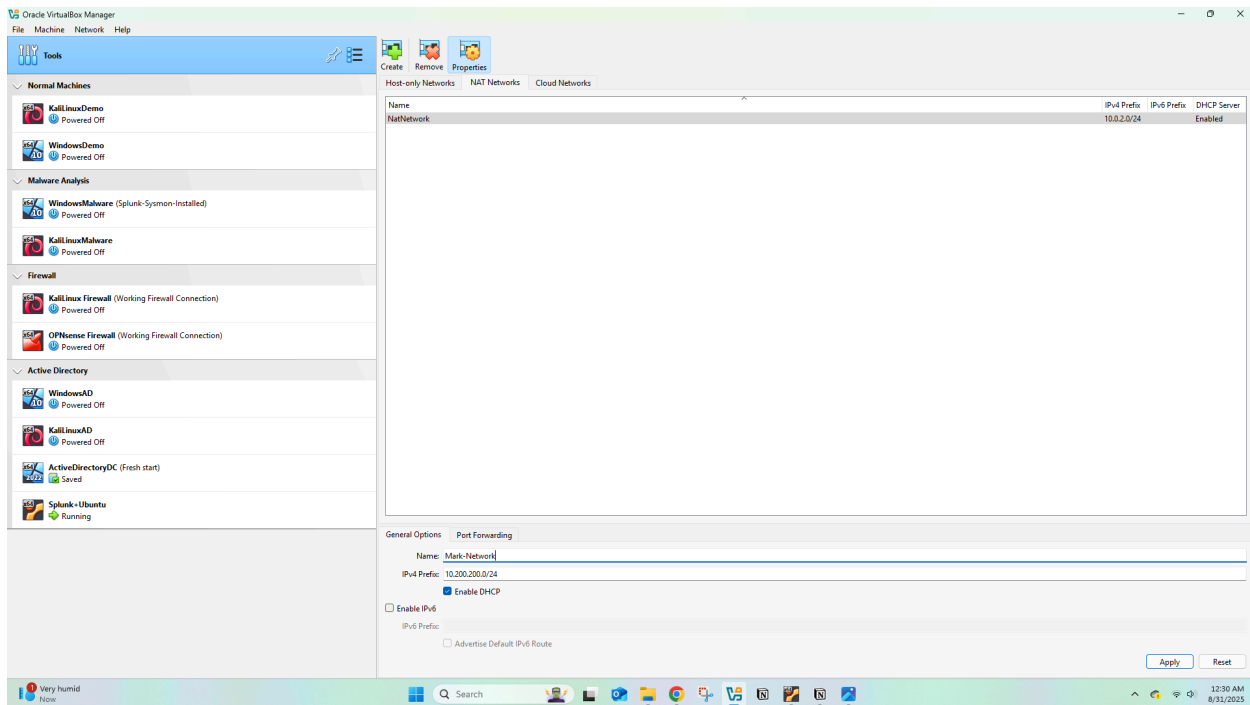 Oracle VirtualBox Manager
File Machine Network Help
Tools
Create Remove Properties
Host-only Networks NAT Networks Cloud Networks
Name IPv4 Prefix IPv6 Prefix DHCP Server
NatNetwork 10.0.2.0/24 Enabled
Normal Machines
KaliLinuxDemo
Powered Off
WindowsDemo
Powered Off
Malware Analysis
WindowsMalware (Splunk-Sysmon-Installed)
Powered Off
KaliLinuxMalware
Powered Off
Firewall
KaliLinux Firewall (Working Firewall Connection)
Powered Off
OPNsense Firewall (Working Firewall Connection)
Powered Off
Active Directory
WindowsAD
Powered Off
KaliLinuxAD
Powered Off
ActiveDirectoryDC (Fresh start)
Saved
Splunk+Ubuntu
Running
General Options Port Forwarding
Name: Mark-Network
IPv4 Prefix: 10.200.200.0/24
Enable DHCP
Enable IPv6
IPv6 Prefix:
Advertise Default IPv6 Route
Apply Reset
1
Very humid
Now
Search
12:30 AM
8/31/2025